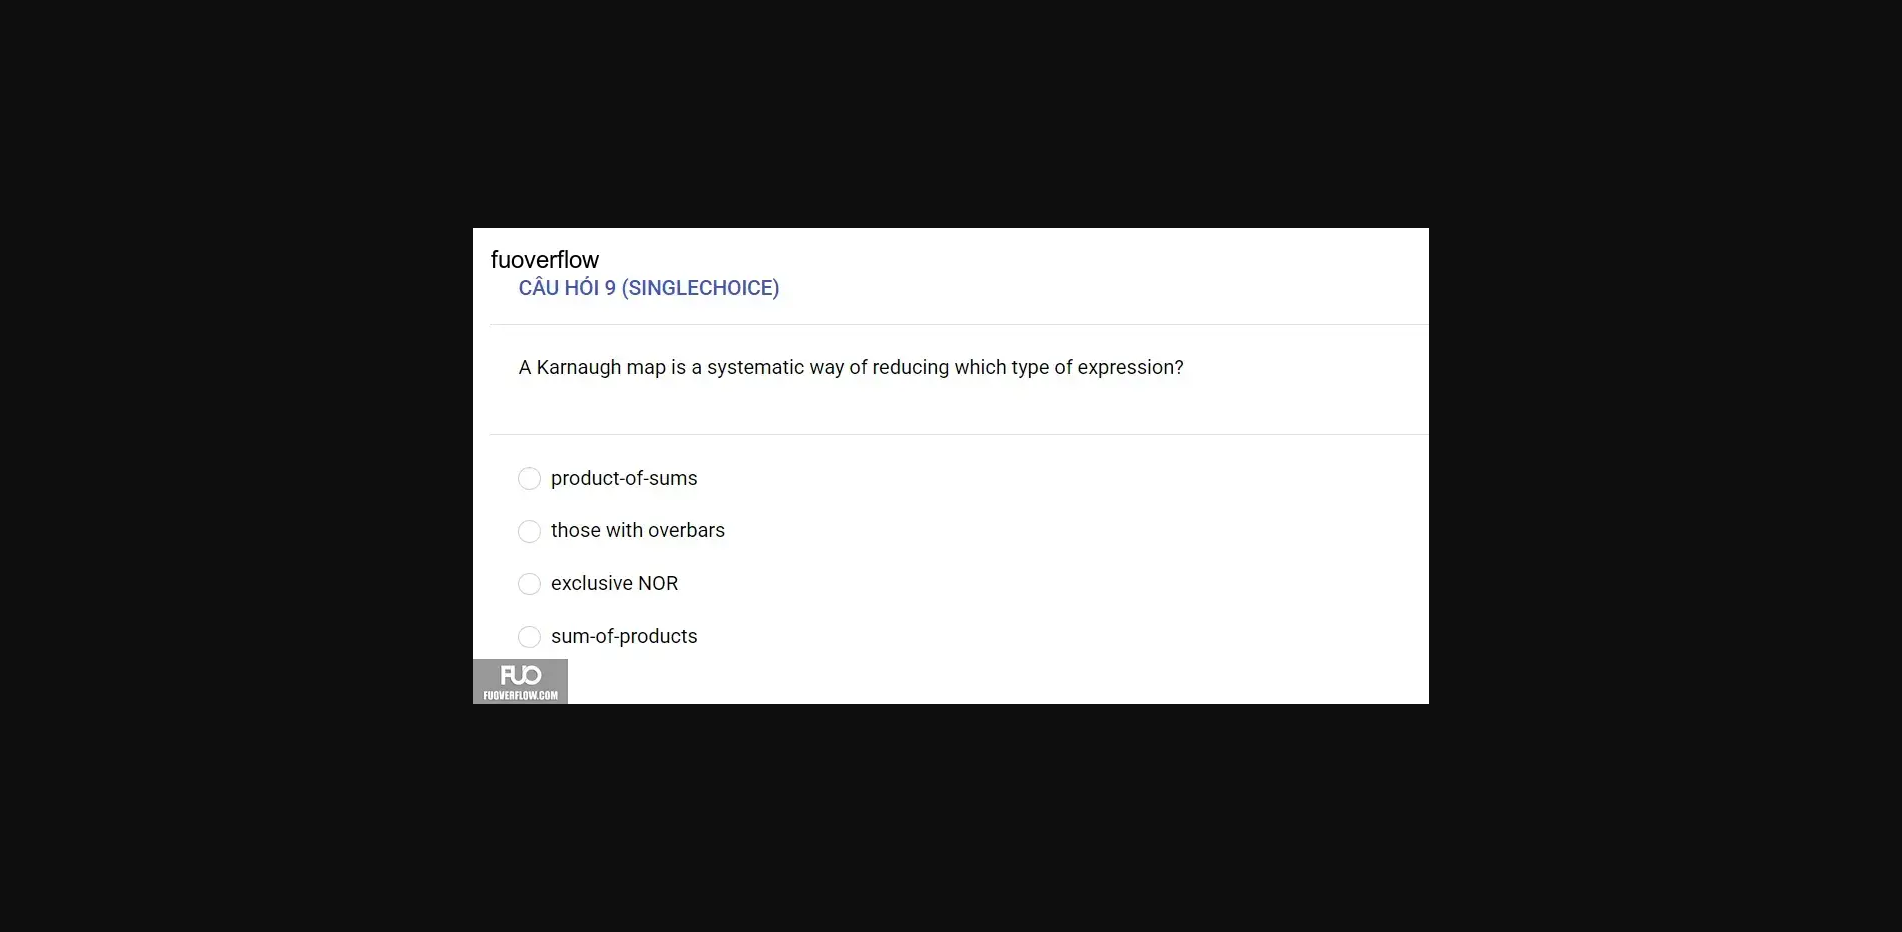 fuoverflow
CÂU HỎI 9 (SINGLECHOICE)
A Karnaugh map is a systematic way of reducing which type of expression?
product-of-sums
those with overbars
exclusive NOR
sum-of-products
FUO
FUOVERFLOW.COM